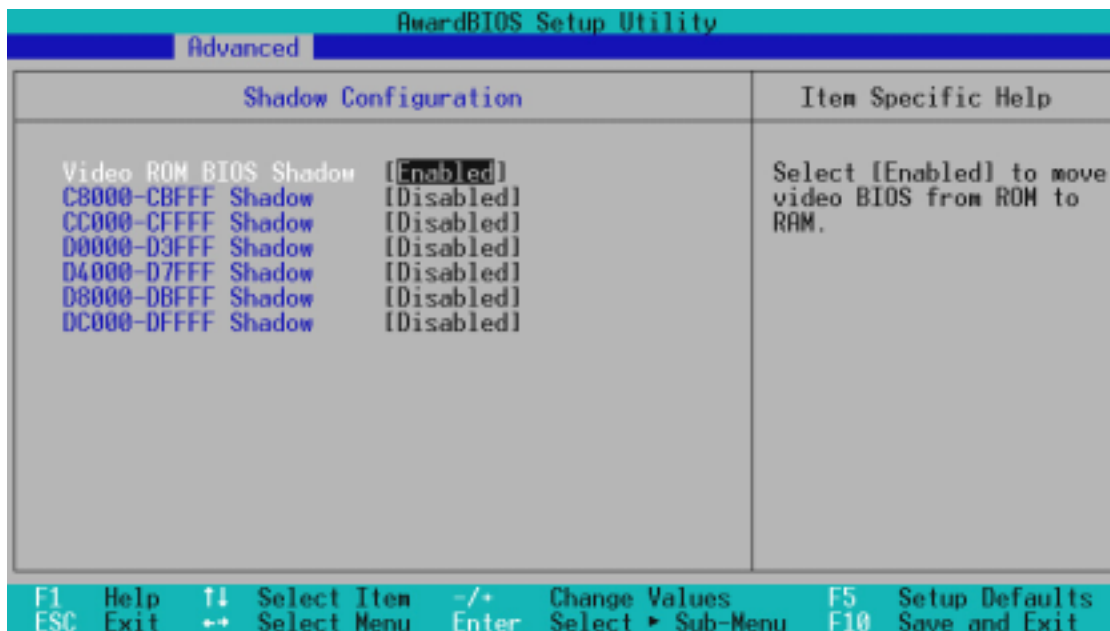 AwardBIOS Setup Utility
Advanced
Shadow Configuration
Item Specific Help
Video ROM BIOS Shadow [Enabled]
C8000-CBFFF Shadow [Disabled]
CC000-CFFFF Shadow [Disabled]
D0000-D3FFF Shadow [Disabled]
D4000-D7FFF Shadow [Disabled]
D8000-DBFFF Shadow [Disabled]
DC000-DFFFF Shadow [Disabled]
Select [Enabled] to move
video BIOS from ROM to
RAM.
F1 Help ↑↓ Select Item -/+ Change Values F5 Setup Defaults
ESC Exit ←→ Select Menu Enter Select ► Sub-Menu F10 Save and Exit